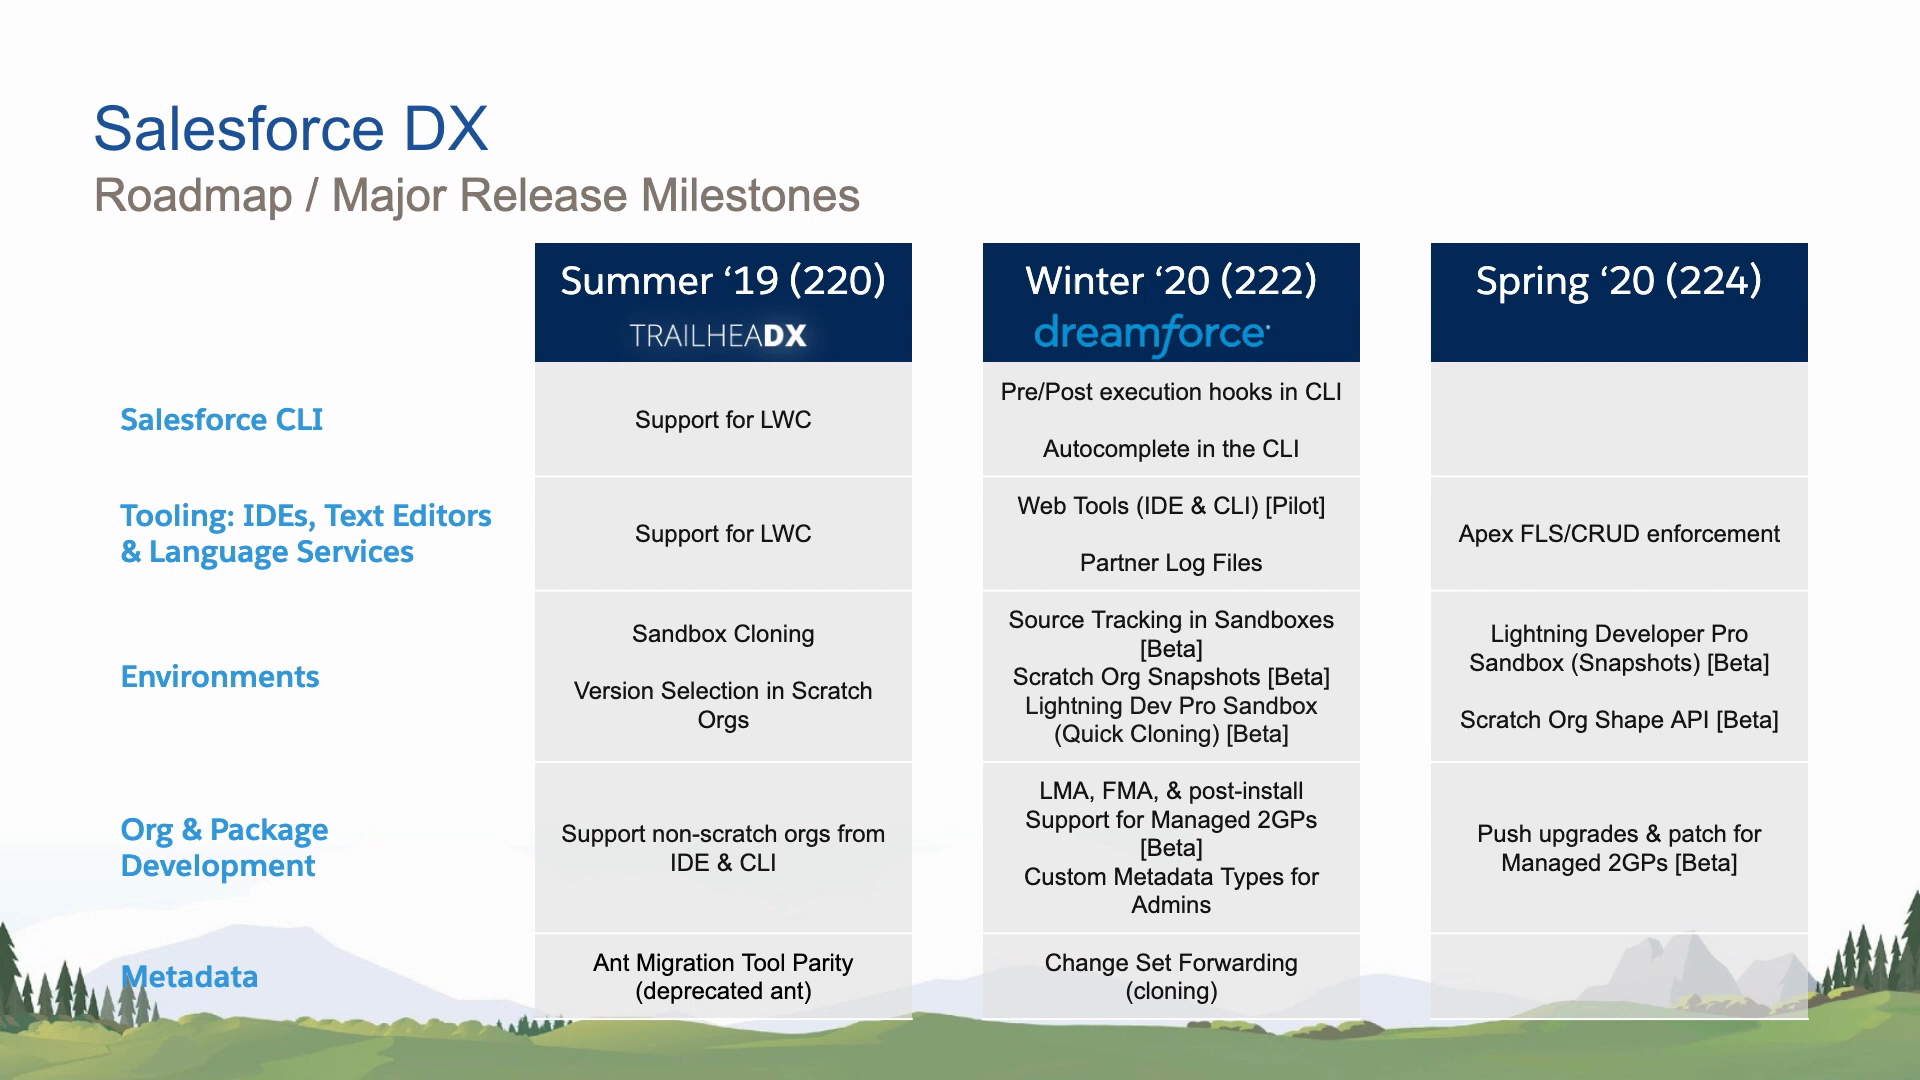 Salesforce DX
Roadmap / Major Release Milestones
Summer ‘19 (220)
TRAILHEADX
Winter ‘20 (222)
dreamforce
Spring ‘20 (224)
Salesforce CLI
Support for LWC
Pre/Post execution hooks in CLI
Autocomplete in the CLI
Tooling: IDEs, Text Editors
& Language Services
Support for LWC
Web Tools (IDE & CLI) [Pilot]
Partner Log Files
Apex FLS/CRUD enforcement
Environments
Sandbox Cloning
Version Selection in Scratch
Orgs
Source Tracking in Sandboxes
[Beta]
Scratch Org Snapshots [Beta]
Lightning Dev Pro Sandbox
(Quick Cloning) [Beta]
Lightning Developer Pro
Sandbox (Snapshots) [Beta]
Scratch Org Shape API [Beta]
Org & Package
Development
Support non-scratch orgs from
IDE & CLI
LMA, FMA, & post-install
Support for Managed 2GPs
[Beta]
Custom Metadata Types for
Admins
Push upgrades & patch for
Managed 2GPs [Beta]
Metadata
Ant Migration Tool Parity
(deprecated ant)
Change Set Forwarding
(cloning)